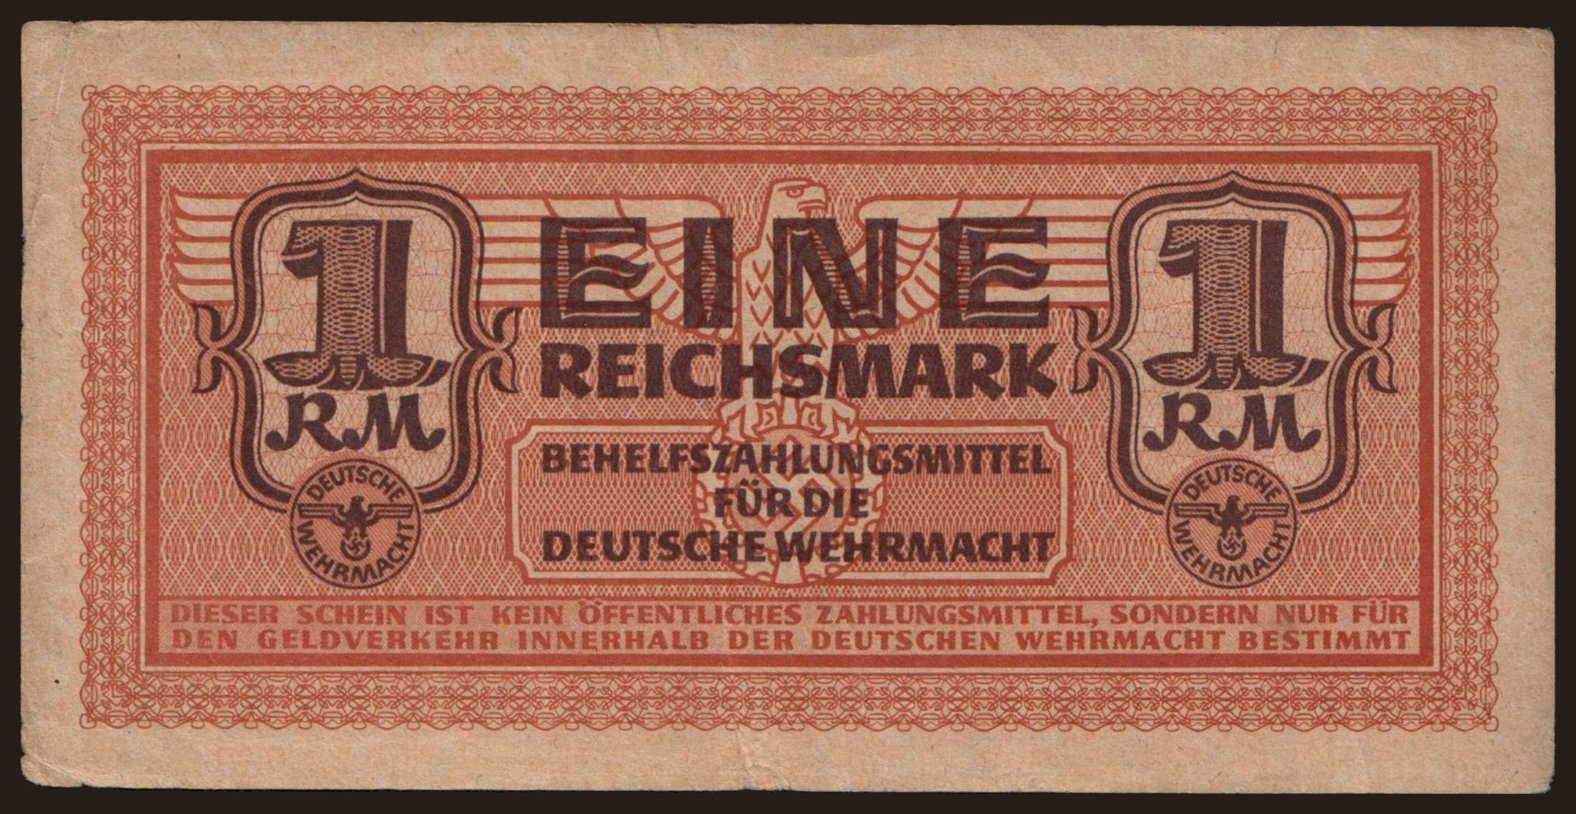 1
RM
DEUTSCHE
WEHRMACHT
EINE
REICHSMARK
BEHELFSZAHLUNGSMITTEL
FÜR DIE
DEUTSCHE WEHRMACHT
1
RM
DEUTSCHE
WEHRMACHT
DIESER SCHEIN IST KEIN ÖFFENTLICHES ZAHLUNGSMITTEL, SONDERN NUR FÜR
DEN GELDVERKEHR INNERHALB DER DEUTSCHEN WEHRMACHT BESTIMMT